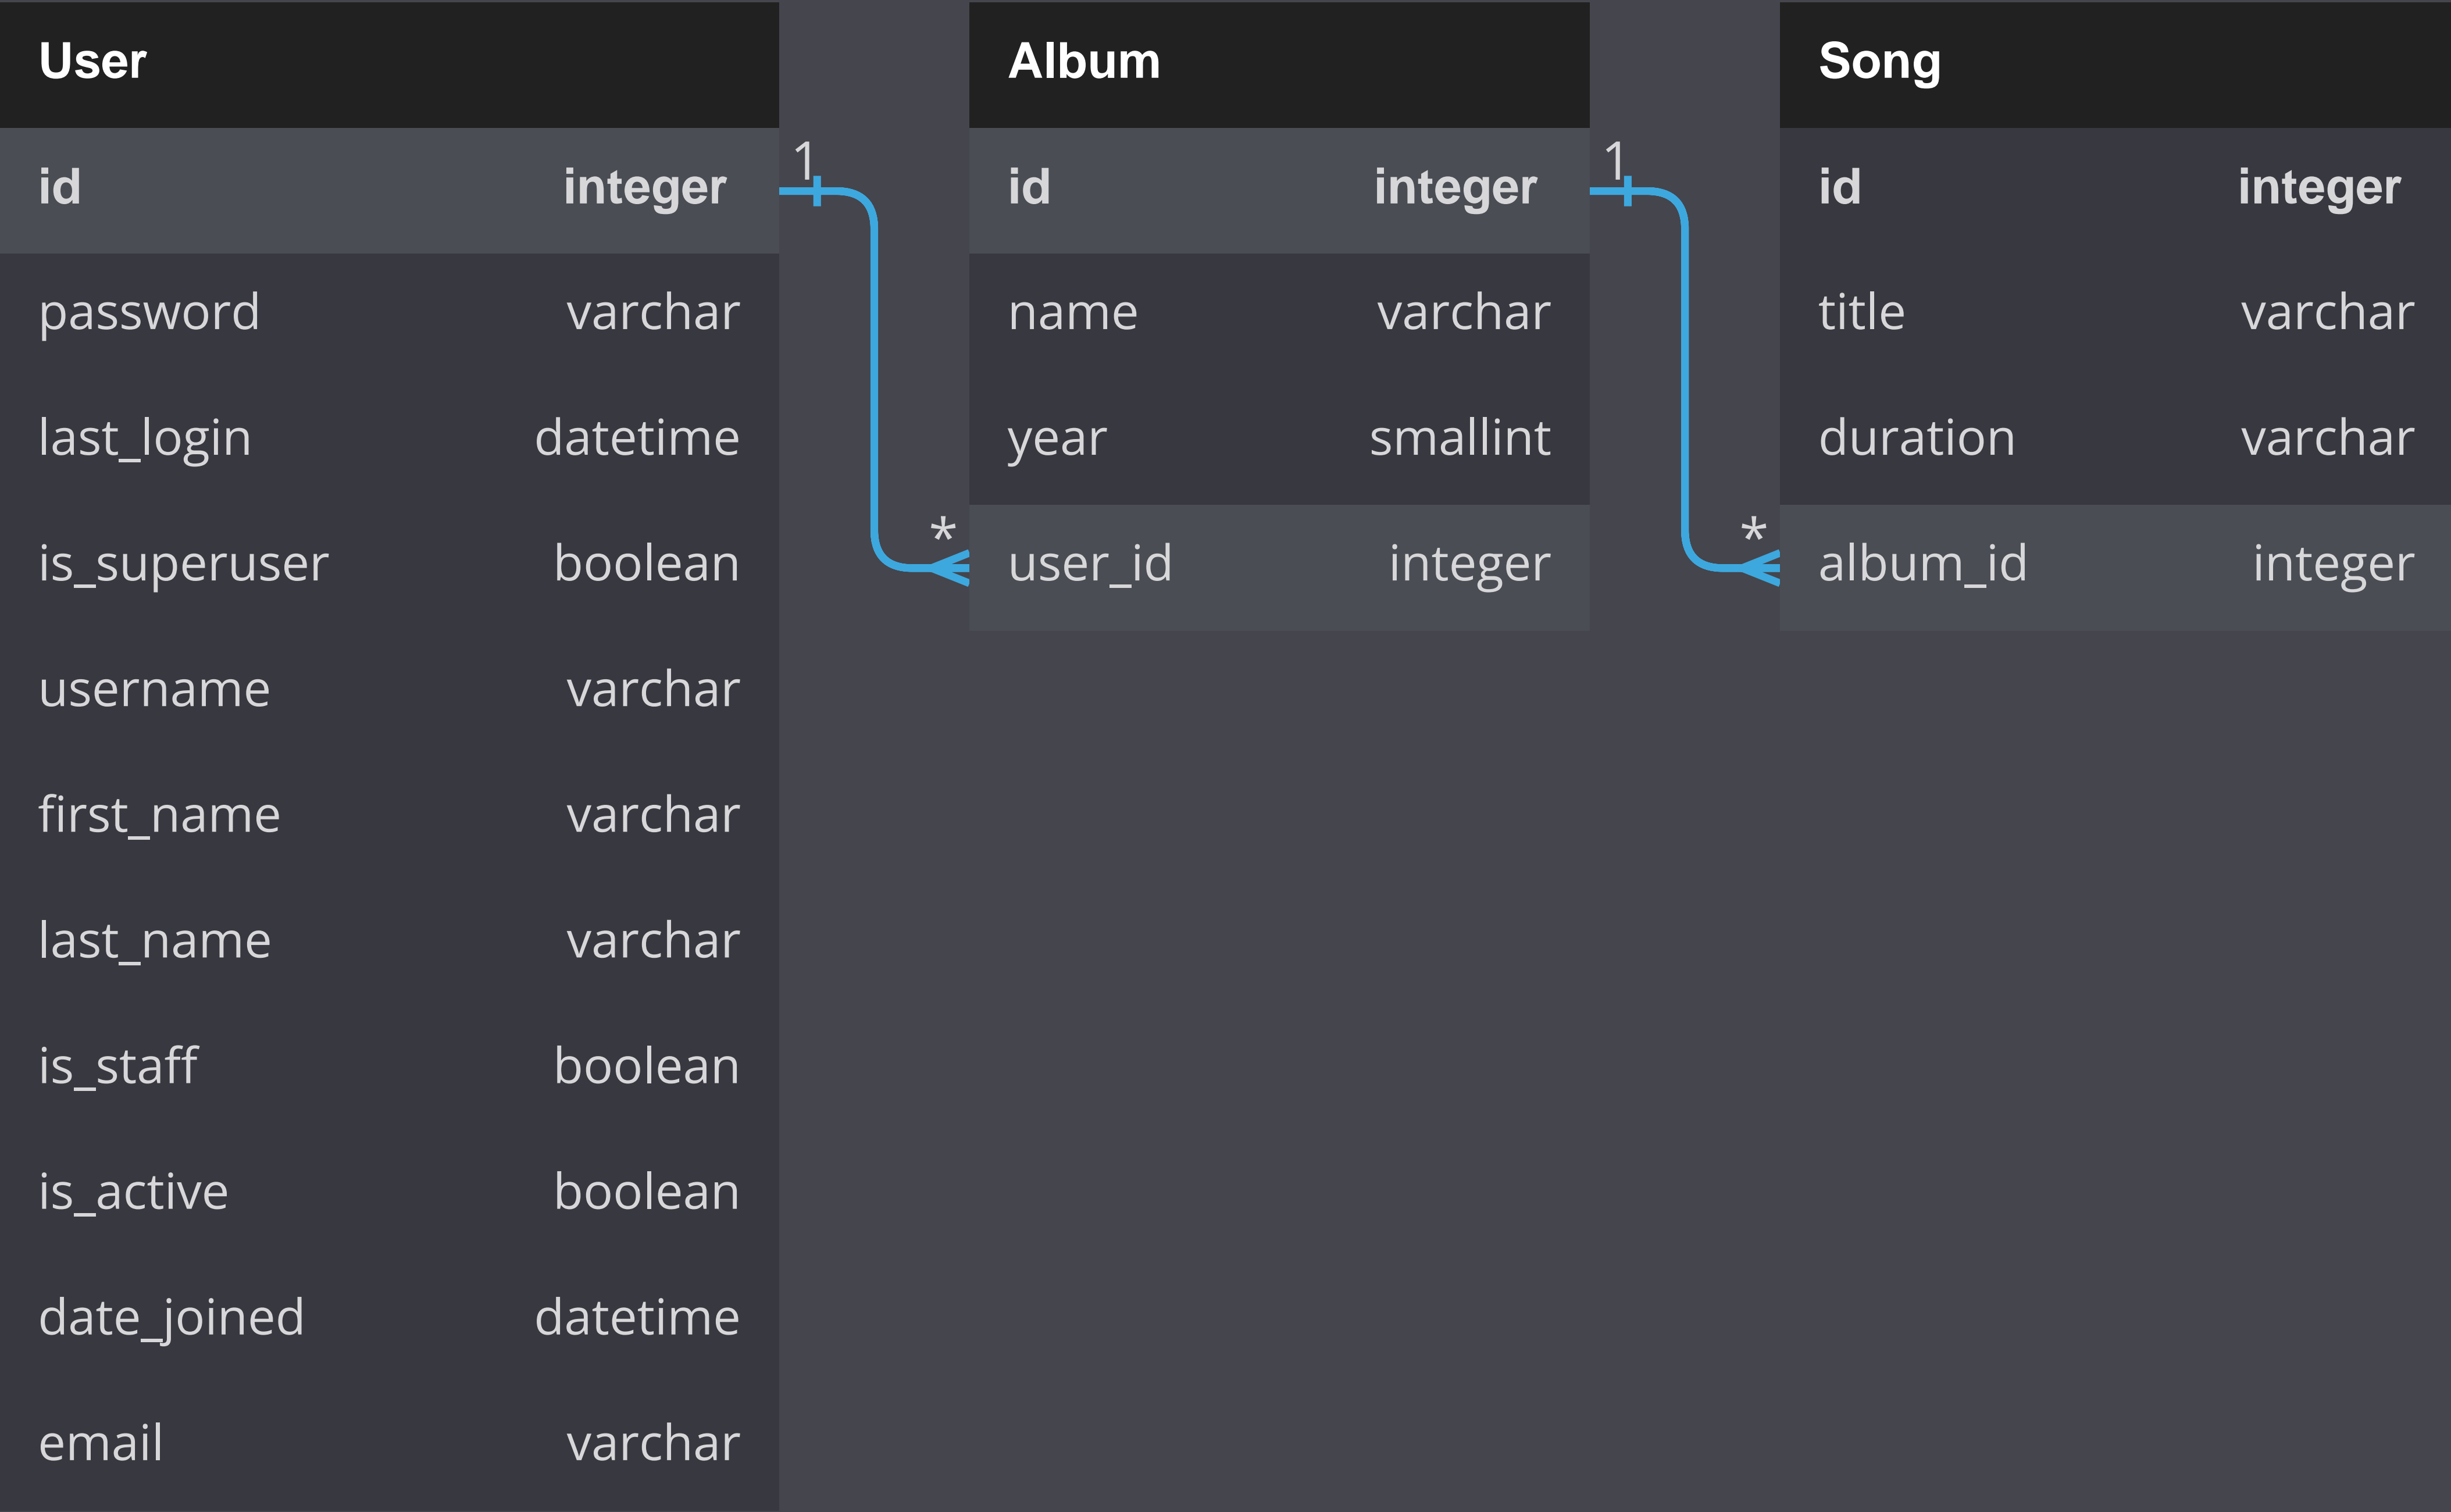 User
id integer
password varchar
last_login datetime
is_superuser boolean
username varchar
first_name varchar
last_name varchar
is_staff boolean
is_active boolean
date_joined datetime
email varchar
1
*
Album
id integer
name varchar
year smallint
user_id integer
1
*
Song
id integer
title varchar
duration varchar
album_id integer